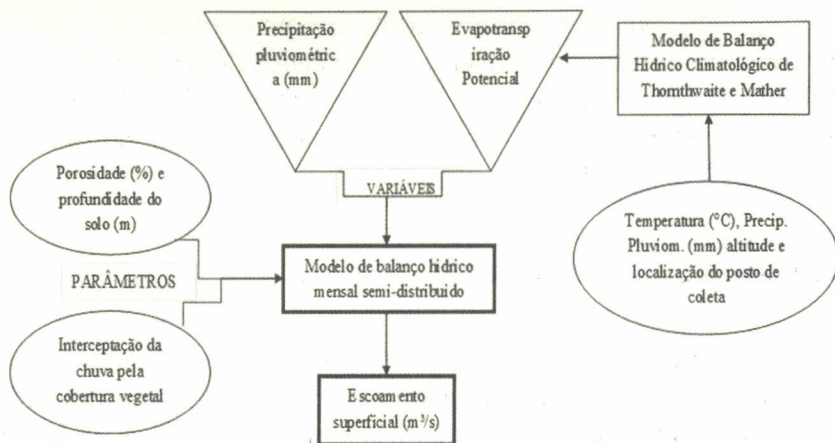 Precipitação
pluviométric
a (mm)
Evapotransp
iração
Potencial
Modelo de Balanço
Hídrico Climatológico de
Thornthwaite e Mather
Porosidade (%) e
profundidade do
solo (m)
VARIÁVEIS
Temperatura (°C), Precip.
Pluviom. (mm) altitude e
localização do posto de
coleta
PARÂMETROS
Modelo de balanço hídrico
mensal semi-distribuido
Interceptação da
chuva pela
cobertura vegetal
Escoamento
superficial (m³/s)